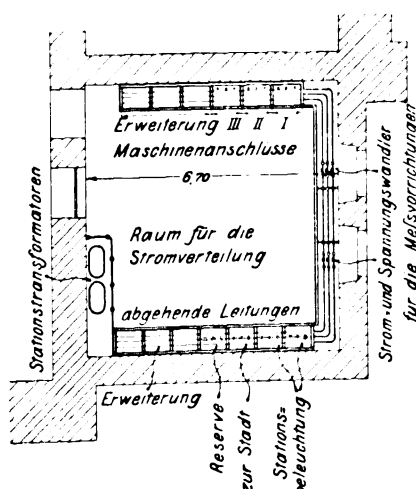 Erweiterung III II I
Maschinenanschlüsse
6,70
Raum für die
Stromverteilung
Stationstransformatoren
abgehende Leitungen
Strom- und Spannungswandler
für die Messvorrichtungen
Erweiterung
Reserve
zur Stadt
Stations=
beleuchtung